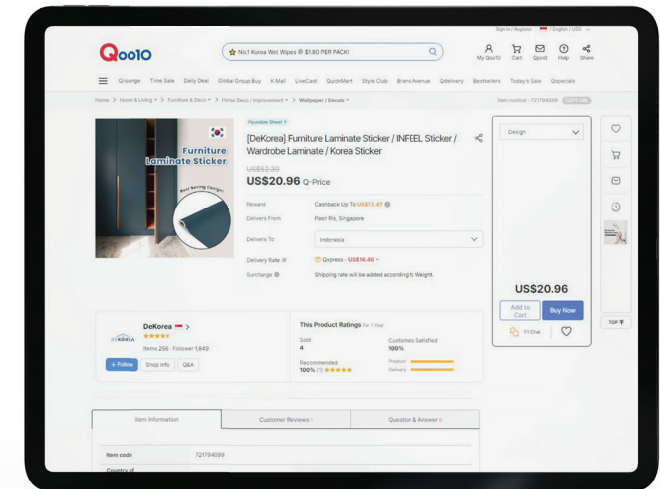 Sign in / Register / English / USD
Qoo10
No.1 Korea Wet Wipes @ $1.80 PER PACK!
My Qoo10 Cart Qpost Help Share
Qlounge Time Sale Daily Deal Global Group Buy K.Mall LiveCast QuickMart Style Club Brand Avenue Qdelivery Bestsellers Today's Sale Qspecials
Home > Home & Living > Furniture & Deco > Home Deco / Improvement > Wallpaper / Decals
Item number : 721794099 COPY URL
Hyundae Sheet >
[DeKorea] Furniture Laminate Sticker / INFEEL Sticker /
Wardrobe Laminate / Korea Sticker
Furniture
Laminate Sticker
Best Selling Design!
US$52.39
US$20.96 Q-Price
Reward Cashback Up To US$13.47
Delivers From Pasir Ris, Singapore
Delivers To Indonesia
Delivery Rate Qxpress - US$16.46 ~
Surcharge Shipping rate will be added according to Weight.
Design
US$20.96
Add to
Cart
Buy Now
1:1 Chat
TOP
DEKOREA
DeKorea >
Items 256 · Follower 1,849
+ Follow Shop Info Q&A
This Product Ratings For 1 Year
Sold
4
Customers Satisfied
100%
Recommended
100% (1)
Product
Delivery
Item Information Customer Reviews 1 Question & Answer 0
Item code 721794099
Country of